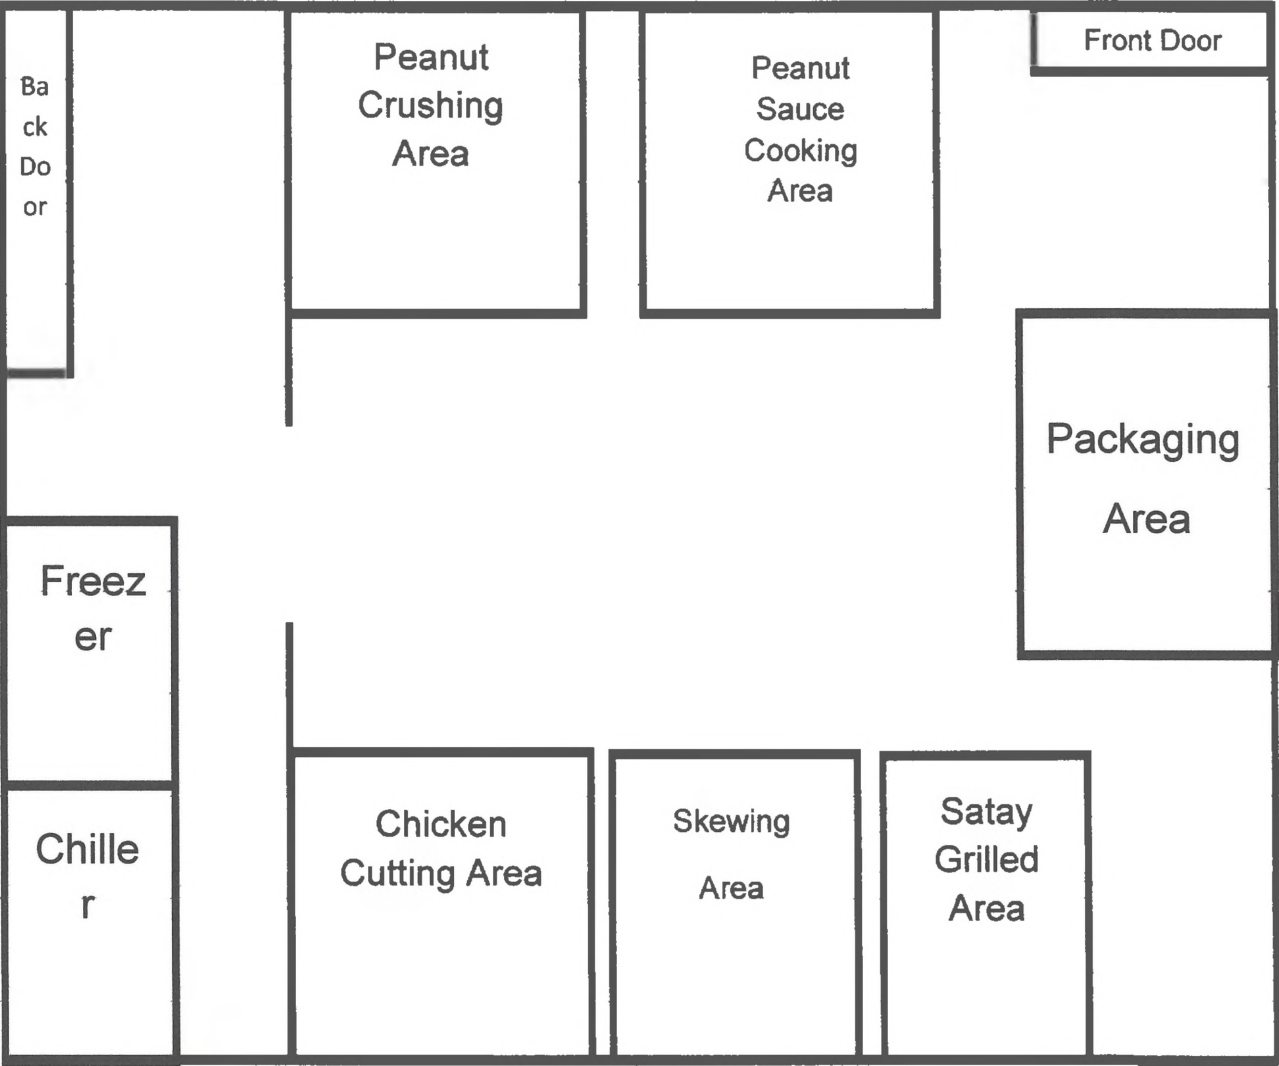 Ba
ck
Do
or
Peanut
Crushing
Area
Peanut
Sauce
Cooking
Area
Front Door
Packaging
Area
Freez
er
Chille
r
Chicken
Cutting Area
Skewing
Area
Satay
Grilled
Area